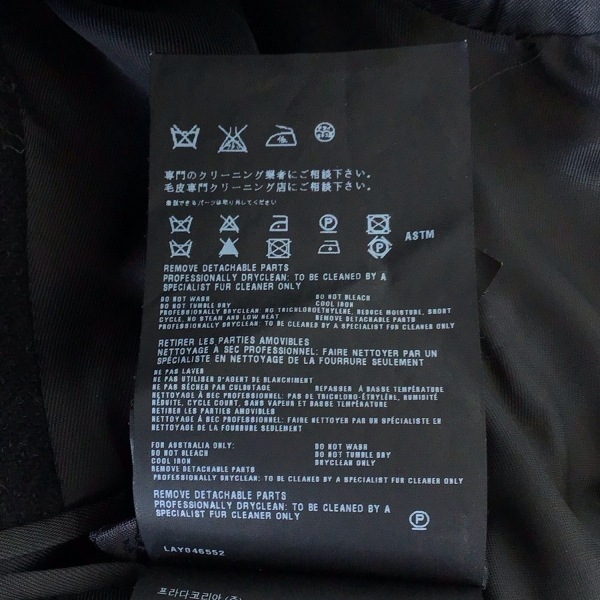 専門のクリーニング業者にご相談下さい。
毛皮専門クリーニング店にご相談下さい。
ASTM
REMOVE DETACHABLE PARTS
PROFESSIONALLY DRYCLEAN: TO BE CLEANED BY A
SPECIALIST FUR CLEANER ONLY
DO NOT WASH DO NOT BLEACH
DO NOT TUMBLE DRY COOL IRON
PROFESSIONALLY DRYCLEAN: NO TRICHLOROETHYLENE, REDUCE MOISTURE, SHORT
CYCLE, NO STEAM AND LOW HEAT REMOVE DETACHABLE PARTS
PROFESSIONALLY DRYCLEAN: TO BE CLEANED BY A SPECIALIST FUR CLEANER ONLY
RETIRER LES PARTIES AMOVIBLES
NETTOYAGE À SEC PROFESSIONNEL: FAIRE NETTOYER PAR UN
SPÉCIALISTE EN NETTOYAGE DE LA FOURRURE SEULEMENT
NE PAS LAVER
NE PAS UTILISER D'AGENT DE BLANCHIMENT
NE PAS SÉCHER PAR CULBUTAGE REPASSER À BASSE TEMPÉRATURE
NETTOYAGE À SEC PROFESSIONNEL: PAS DE TRICHLORO-ÉTHYLÈNE, HUMIDITÉ
RÉDUITE, CYCLE COURT, SANS VAPEUR ET BASSE TEMPÉRATURE
RETIRER LES PARTIES AMOVIBLES
NETTOYAGE À SEC PROFESSIONNEL: FAIRE NETTOYER PAR UN SPÉCIALISTE EN
NETTOYAGE DE LA FOURRURE SEULEMENT
FOR AUSTRALIA ONLY: DO NOT WASH
DO NOT BLEACH DO NOT TUMBLE DRY
COOL IRON DRYCLEAN ONLY
REMOVE DETACHABLE PARTS
PROFESSIONALLY DRYCLEAN: TO BE CLEANED BY A SPECIALIST FUR CLEANER ONLY
REMOVE DETACHABLE PARTS
PROFESSIONALLY DRYCLEAN: TO BE CLEANED BY A
SPECIALIST FUR CLEANER ONLY
P
LAY046552
프라다코리아 (주)